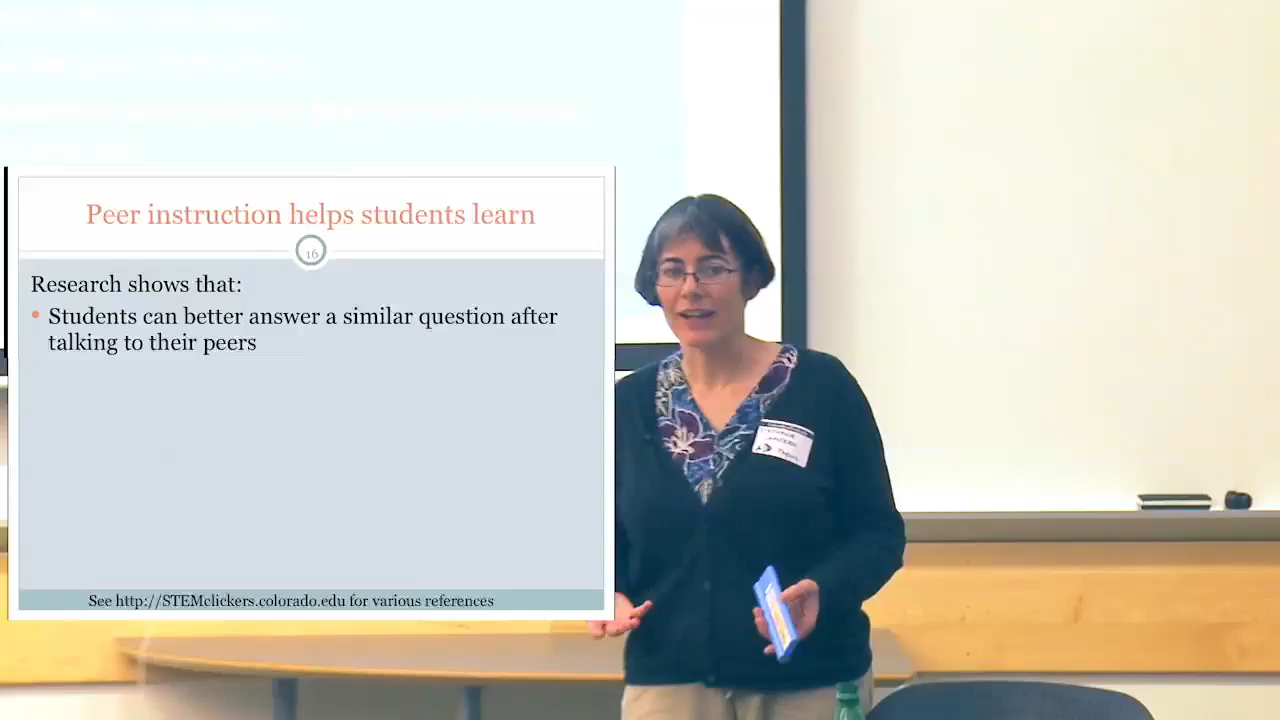 Peer instruction helps students learn
16
Research shows that:
• Students can better answer a similar question after
talking to their peers
See http://STEMclickers.colorado.edu for various references